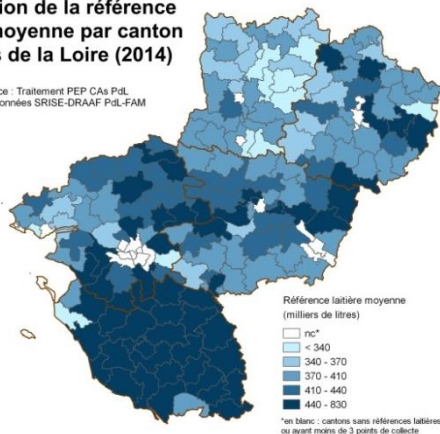 ion de la référence
moyenne par canton
s de la Loire (2014)
ce : Traitement PEP CAs PdL
onnées SRISE-DRAAF PdL-FAM
Référence laitière moyenne
(milliers de litres)
nc*
< 340
340 - 370
370 - 410
410 - 440
440 - 830
*en blanc : cantons sans références laitières
ou ayant moins de 3 points de collecte